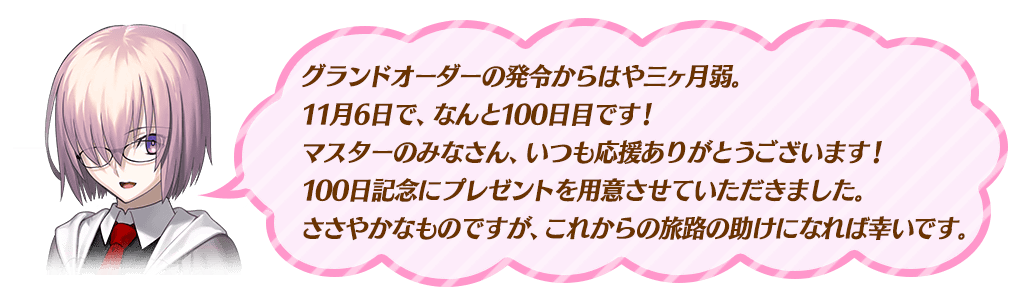 グランドオーダーの発令からはや三ヶ月弱。
11月6日で、なんと100日目です！
マスターのみなさん、いつも応援ありがとうございます！
100日記念にプレゼントを用意させていただきました。
ささやかなものですが、これからの旅路の助けになれば幸いです。